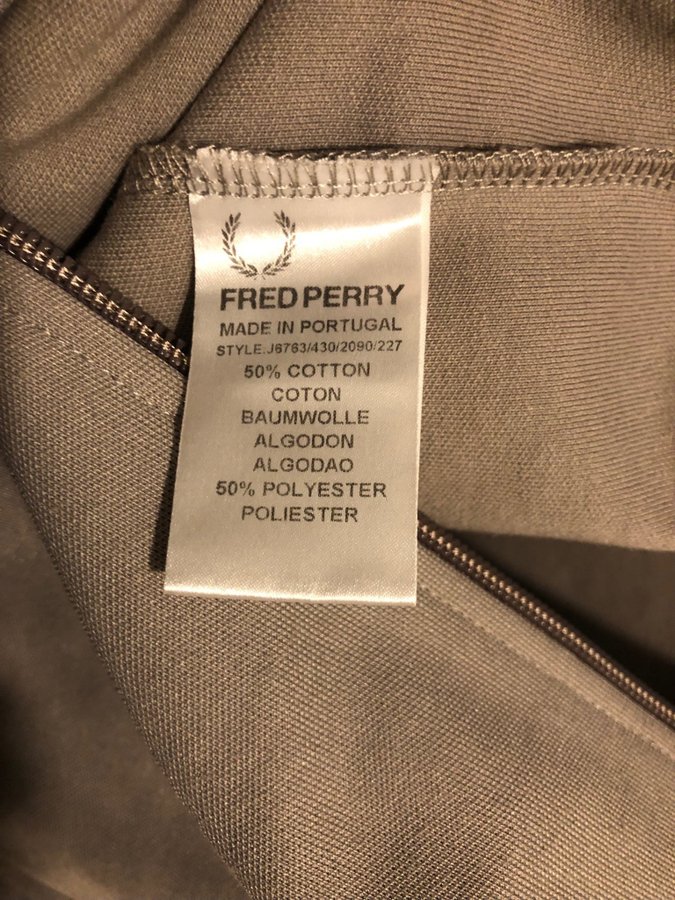 FRED PERRY
MADE IN PORTUGAL
STYLE.J6763/430/2090/227
50% COTTON
COTON
BAUMWOLLE
ALGODON
ALGODAO
50% POLYESTER
POLIESTER